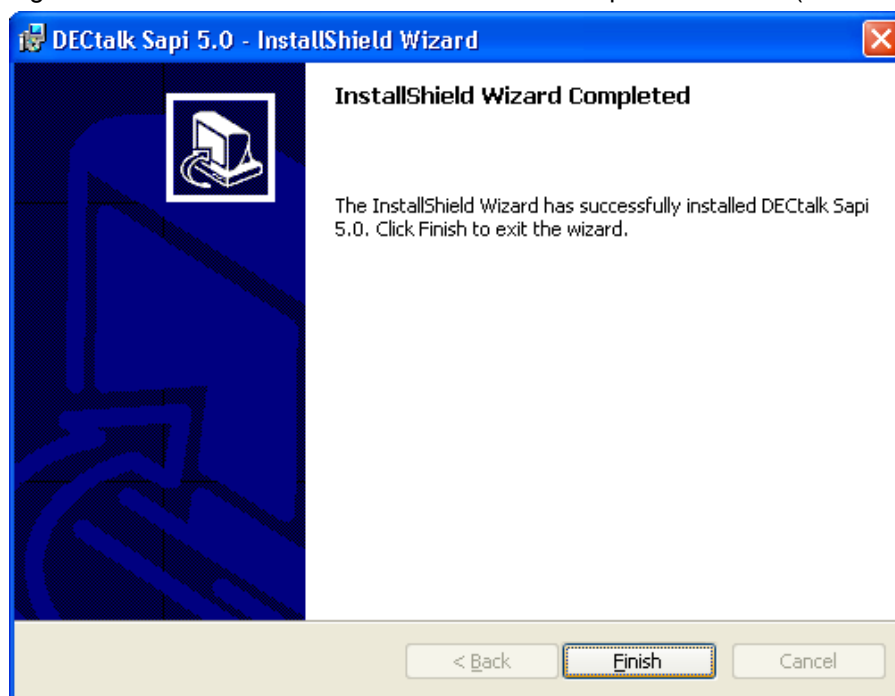 DECtalk Sapi 5.0 - InstallShield Wizard
InstallShield Wizard Completed
The InstallShield Wizard has successfully installed DECtalk Sapi
5.0. Click Finish to exit the wizard.
< Back Finish Cancel